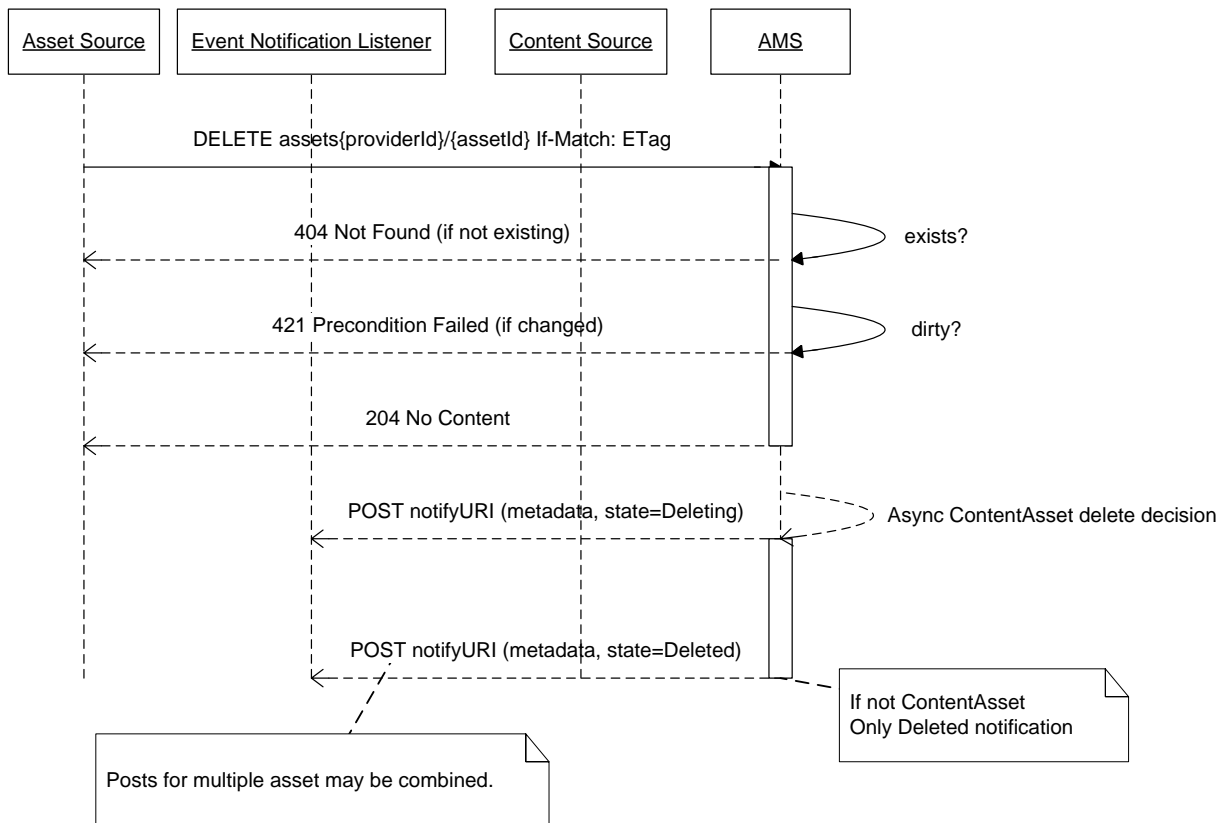 Asset Source
Event Notification Listener
Content Source
AMS
DELETE assets{providerId}/{assetId} If-Match: ETag
404 Not Found (if not existing)
exists?
421 Precondition Failed (if changed)
dirty?
204 No Content
POST notifyURI (metadata, state=Deleting)
Async ContentAsset delete decision
POST notifyURI (metadata, state=Deleted)
If not ContentAsset
Only Deleted notification
Posts for multiple asset may be combined.